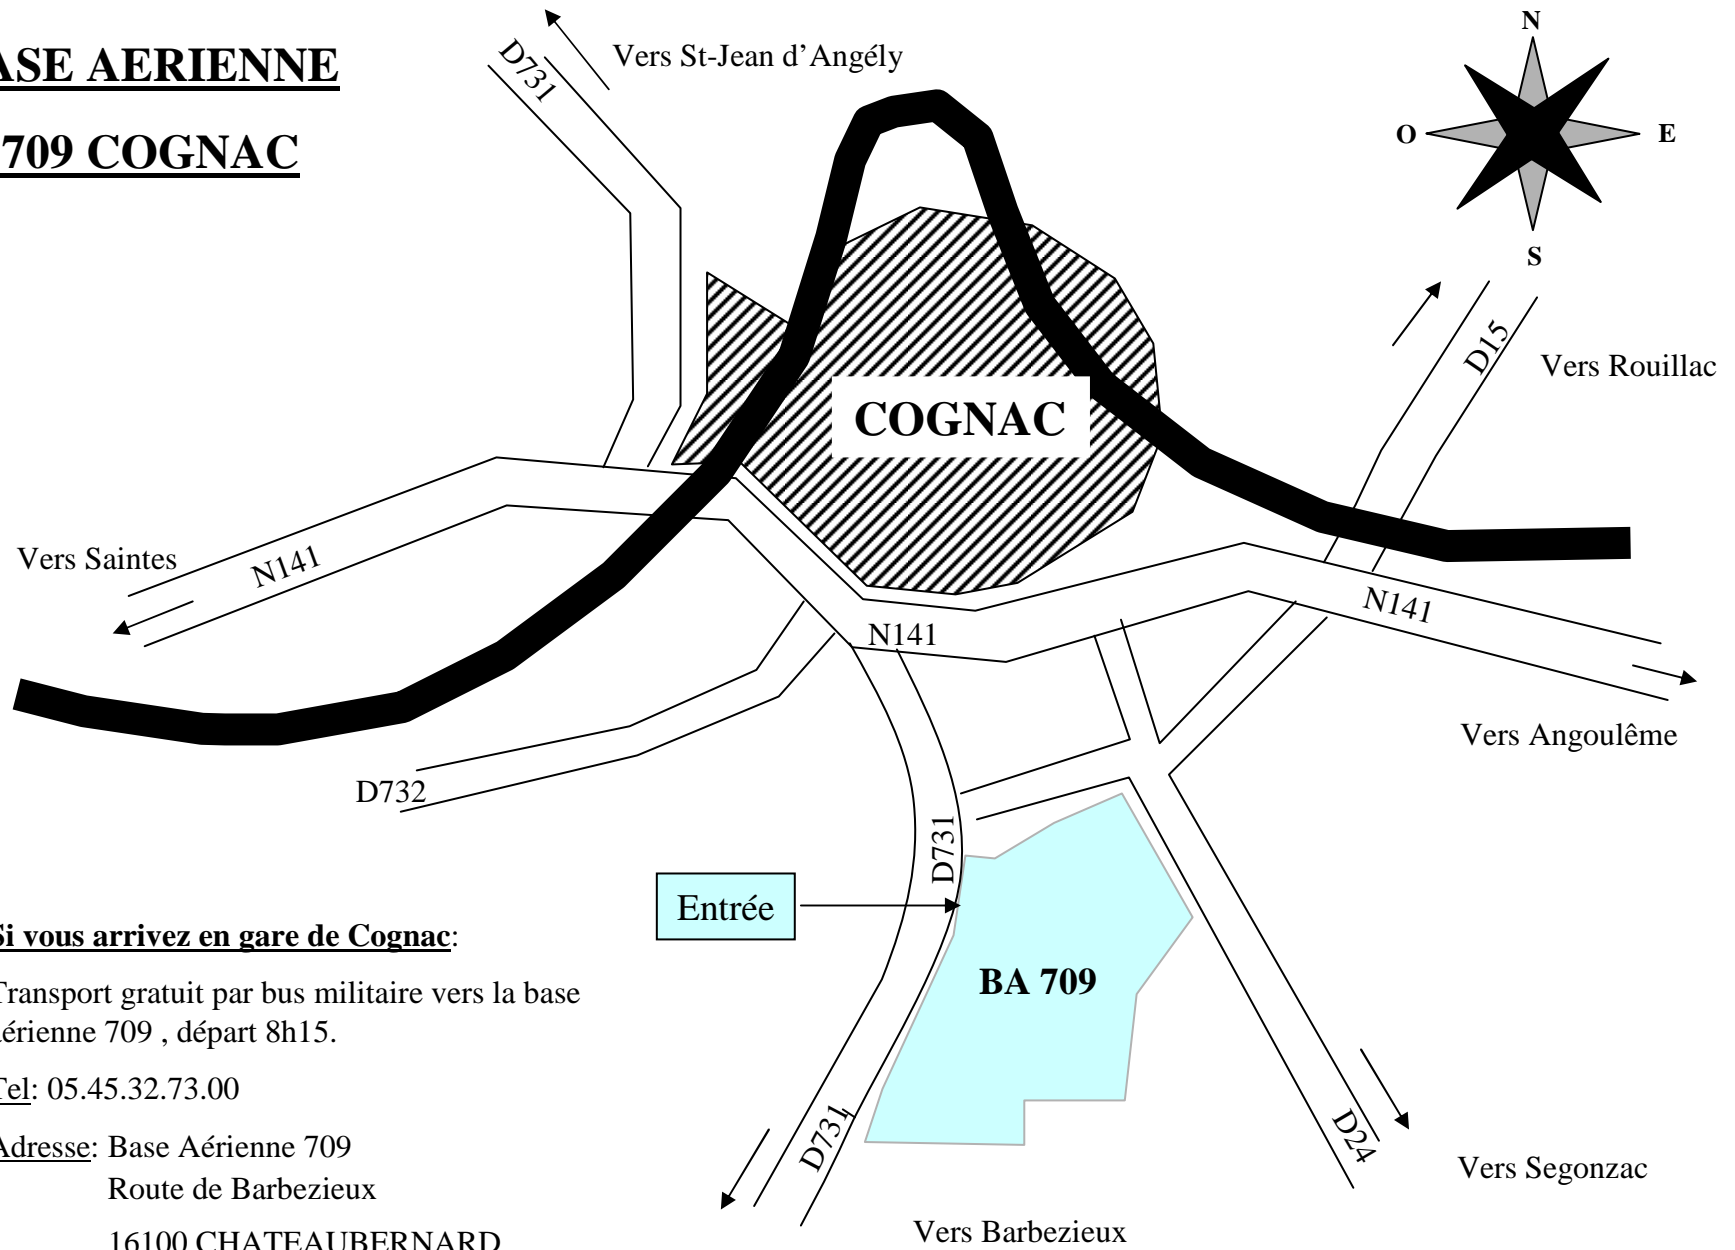 ASE AERIENNE
709 COGNAC
D731
Vers St-Jean d’Angély
N
O
E
S
D15
Vers Rouillac
COGNAC
Vers Saintes
N141
N141
N141
Vers Angoulême
D732
D731
Entrée
BA 709
Si vous arrivez en gare de Cognac:
Transport gratuit par bus militaire vers la base
aérienne 709 , départ 8h15.
Tel: 05.45.32.73.00
Adresse: Base Aérienne 709
Route de Barbezieux
16100 CHATEAUBERNARD
D731
D24
Vers Segonzac
Vers Barbezieux